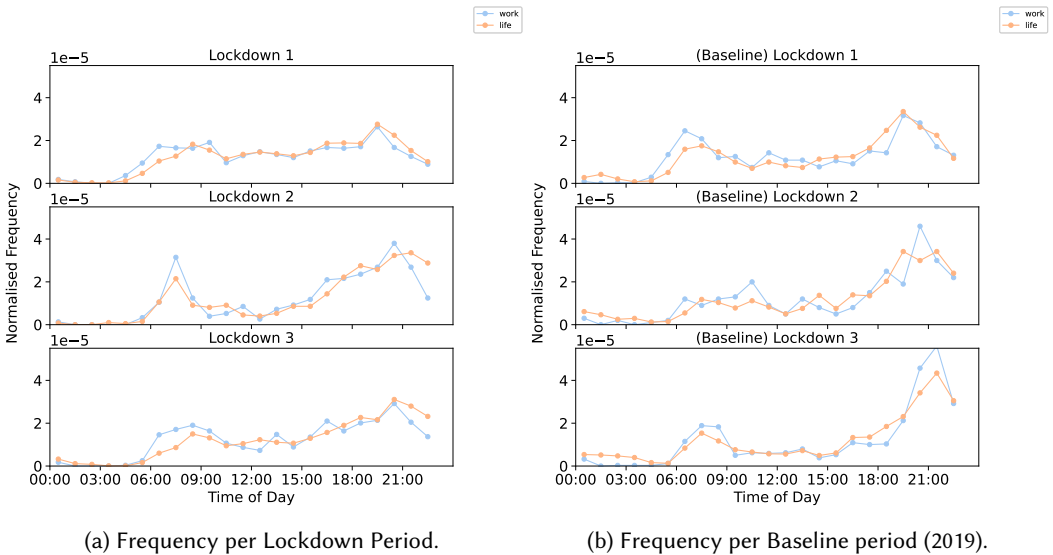 work
life
work
life
1e−5
Lockdown 1
1e−5
(Baseline) Lockdown 1
4
2
0
4
2
0
1e−5
Lockdown 2
1e−5
(Baseline) Lockdown 2
Normalised Frequency
4
2
0
Normalised Frequency
4
2
0
1e−5
Lockdown 3
1e−5
(Baseline) Lockdown 3
4
2
0
4
2
0
00:00 03:00 06:00 09:00 12:00 15:00 18:00 21:00
00:00 03:00 06:00 09:00 12:00 15:00 18:00 21:00
Time of Day
Time of Day
(a) Frequency per Lockdown Period.
(b) Frequency per Baseline period (2019).